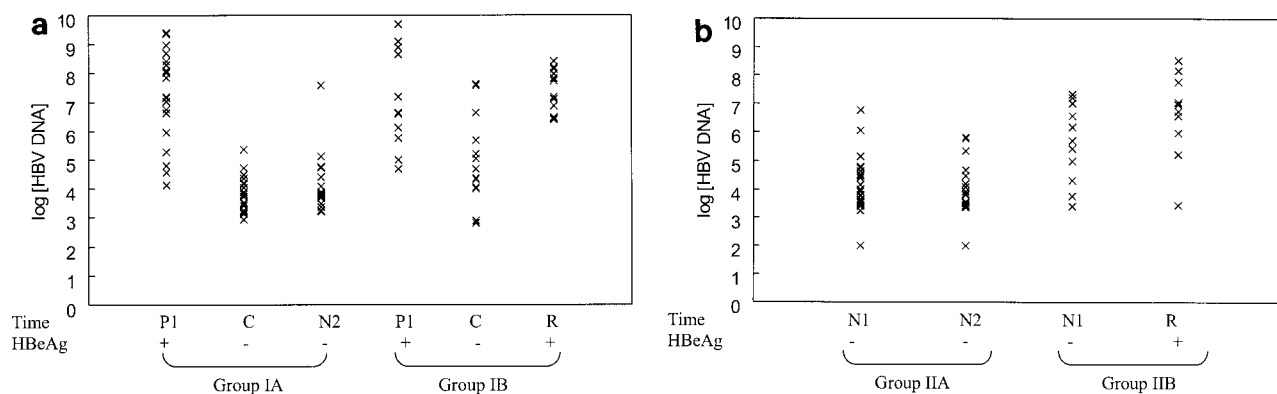 a
log [HBV DNA]
10
9
8
7
6
5
4
3
2
1
0
Time P1 C N2 P1 C R
HBeAg + - - + - +
Group IA Group IB
b
log [HBV DNA]
10
9
8
7
6
5
4
3
2
1
0
Time N1 N2 N1 R
HBeAg - - - +
Group IIA Group IIB